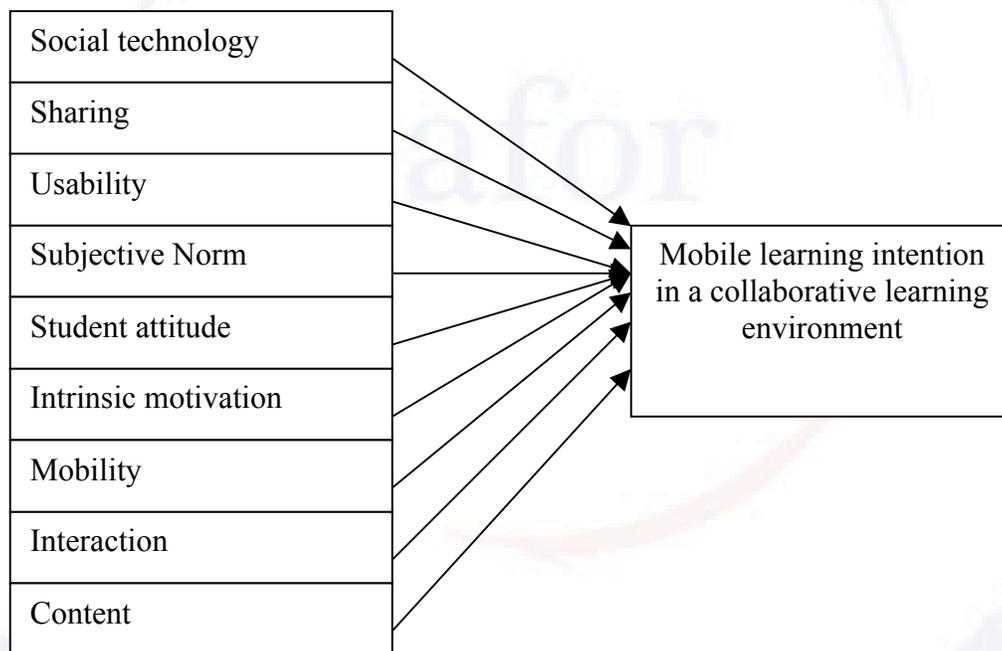 Social technology
Sharing
Usability
Subjective Norm
Student attitude
Intrinsic motivation
Mobility
Interaction
Content
Mobile learning intention
in a collaborative learning
environment
afor